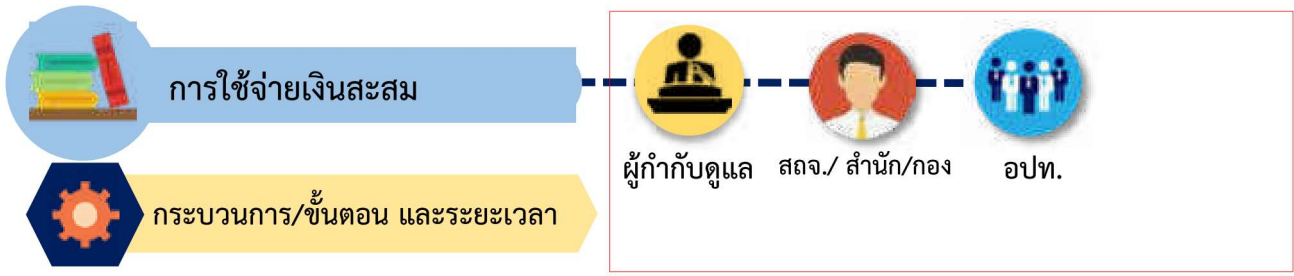 การใช้จ่ายเงินสะสม
ผู้กำกับดูแล
สถจ./ สำนัก/กอง
อปท.
กระบวนการ/ขั้นตอน และระยะเวลา